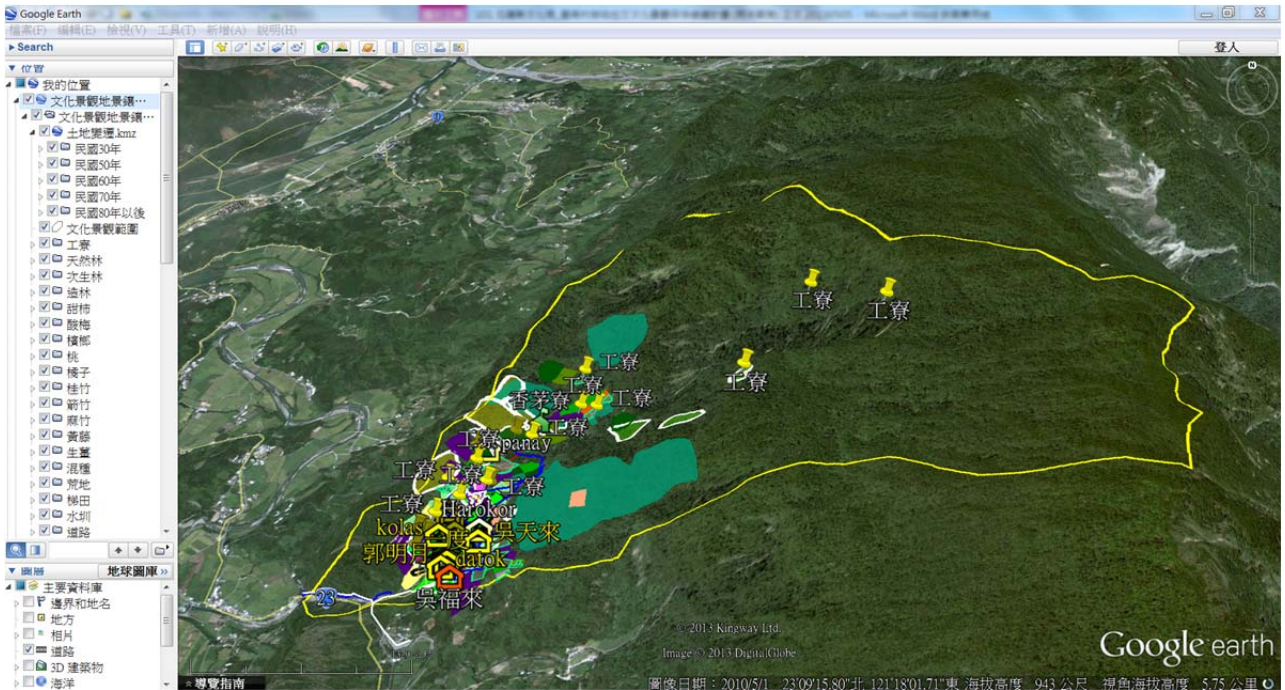 Google Earth
檔案(F) 編輯(E) 檢視(V) 工具(T) 新增(A) 說明(H)
Search
登入
位置
我的位置
文化景觀地景鑲…
文化景觀地景鑲…
土地變遷.kmz
民國30年
民國50年
民國60年
民國70年
民國80年以後
文化景觀範圍
工寮
天然林
次生林
造林
甜柿
酸梅
檳榔
桃
橘子
桂竹
箭竹
麻竹
黃藤
生薑
混種
荒地
梯田
水圳
道路
圖層
地球圖庫 »
主要資料庫
邊界和地名
地方
相片
道路
3D 建築物
海洋
工寮
工寮
工寮
工寮
工寮
香茅寮
工寮
工寮
工寮
panay
工寮
工寮
工寮
工寮
Harokor
kolas
度
吳天來
郭明月
datok
吳福來
23
© 2013 Kingway Ltd.
Image © 2013 DigitalGlobe
Google earth
導覽指南
圖像日期：2010/5/1 23°09'15.80"北 121°18'01.71"東 海拔高度 943 公尺 視角海拔高度 5.75 公里